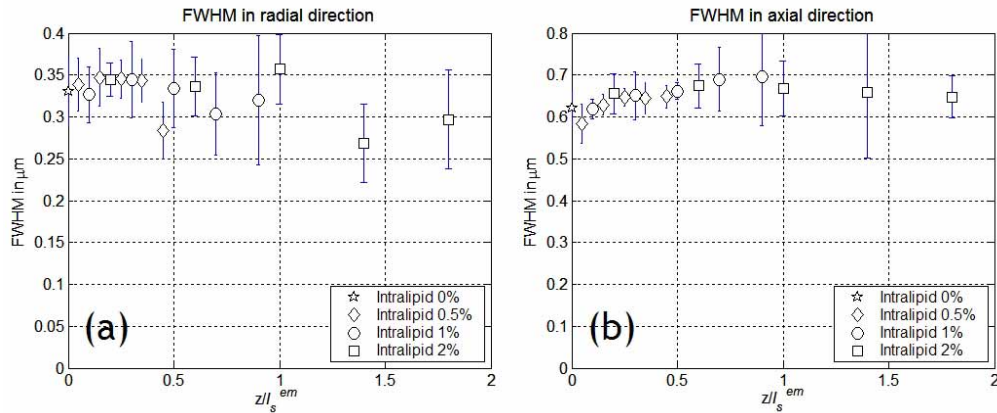 FWHM in radial direction
FWHM in μm
0.4
0.35
0.3
0.25
0.2
0.15
0.1
0.05
0
(a)
Intralipid 0%
Intralipid 0.5%
Intralipid 1%
Intralipid 2%
0 0.5 1 1.5 2
z/l_s^em
FWHM in axial direction
FWHM in μm
0.8
0.7
0.6
0.5
0.4
0.3
0.2
0.1
0
(b)
Intralipid 0%
Intralipid 0.5%
Intralipid 1%
Intralipid 2%
0 0.5 1 1.5 2
z/l_s^em